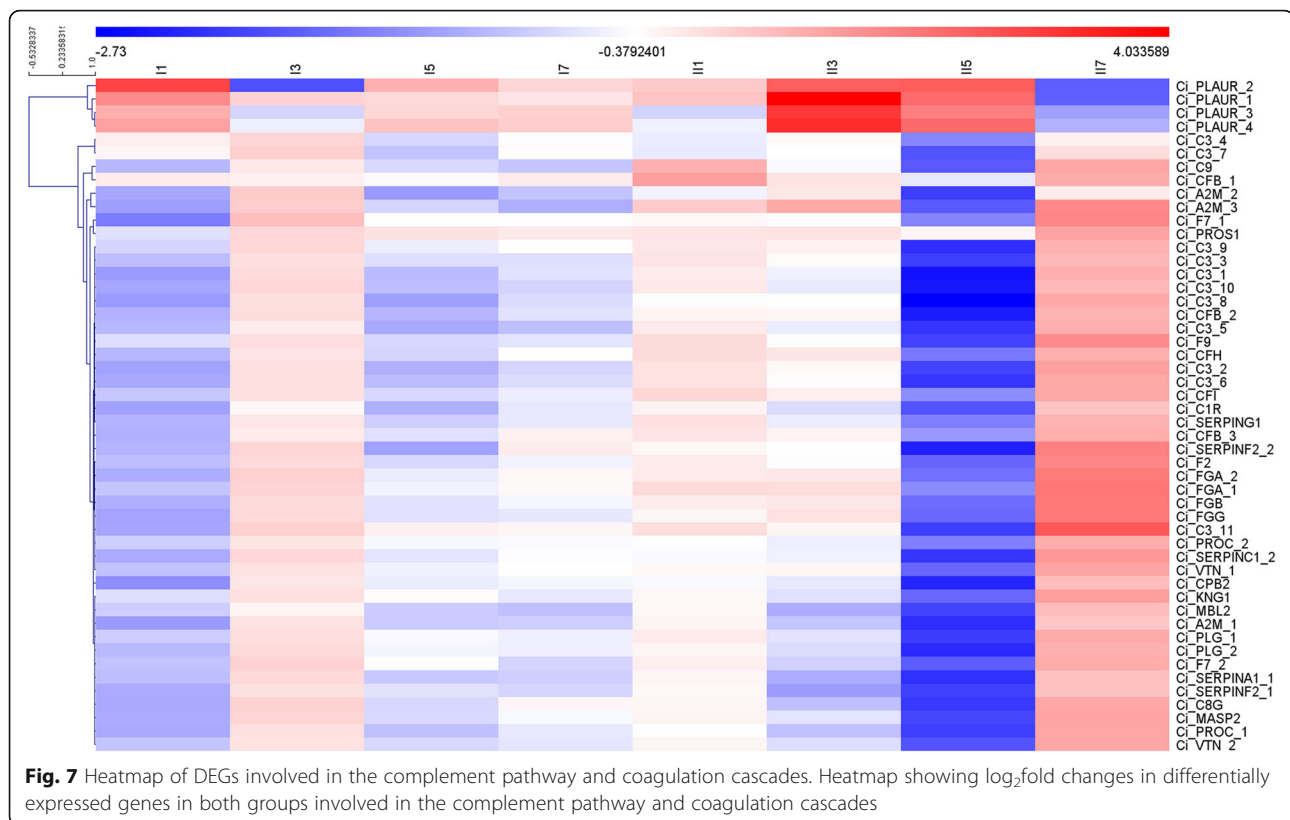 -2.73 -0.3792401 4.033589
-0.5328337
0.23358315
1.0
I1 I3 I5 I7 II1 II3 II5 II7
Ci_PLAUR_2
Ci_PLAUR_1
Ci_PLAUR_3
Ci_PLAUR_4
Ci_C3_4
Ci_C3_7
Ci_C9
Ci_CFB_1
Ci_A2M_2
Ci_A2M_3
Ci_F7_1
Ci_PROS1
Ci_C3_9
Ci_C3_3
Ci_C3_1
Ci_C3_10
Ci_C3_8
Ci_CFB_2
Ci_C3_5
Ci_F9
Ci_CFH
Ci_C3_2
Ci_C3_6
Ci_CFI
Ci_C1R
Ci_SERPING1
Ci_CFB_3
Ci_SERPINF2_2
Ci_F2
Ci_FGA_2
Ci_FGA_1
Ci_FGB
Ci_FGG
Ci_C3_11
Ci_PROC_2
Ci_SERPINC1_2
Ci_VTN_1
Ci_CPB2
Ci_KNG1
Ci_MBL2
Ci_A2M_1
Ci_PLG_1
Ci_PLG_2
Ci_F7_2
Ci_SERPINA1_1
Ci_SERPINF2_1
Ci_C8G
Ci_MASP2
Ci_PROC_1
Ci_VTN_2
Fig. 7 Heatmap of DEGs involved in the complement pathway and coagulation cascades. Heatmap showing log2fold changes in differentially
expressed genes in both groups involved in the complement pathway and coagulation cascades